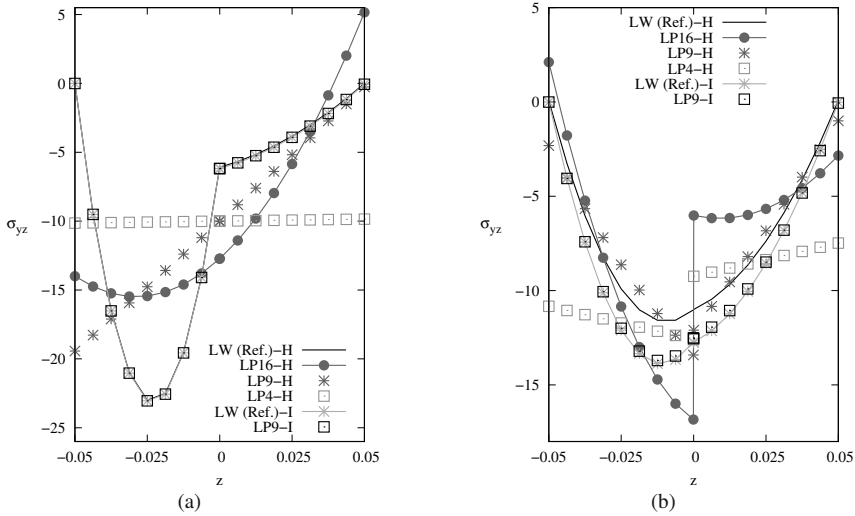 5
0
−5
−10
−15
−20
−25
σyz
−0.05
−0.025
0
0.025
0.05
z
LW (Ref.)−H
LP16−H
LP9−H
LP4−H
LW (Ref.)−I
LP9−I
(a)
5
0
−5
−10
−15
σyz
−0.05
−0.025
0
0.025
0.05
z
LW (Ref.)−H
LP16−H
LP9−H
LP4−H
LW (Ref.)−I
LP9−I
(b)